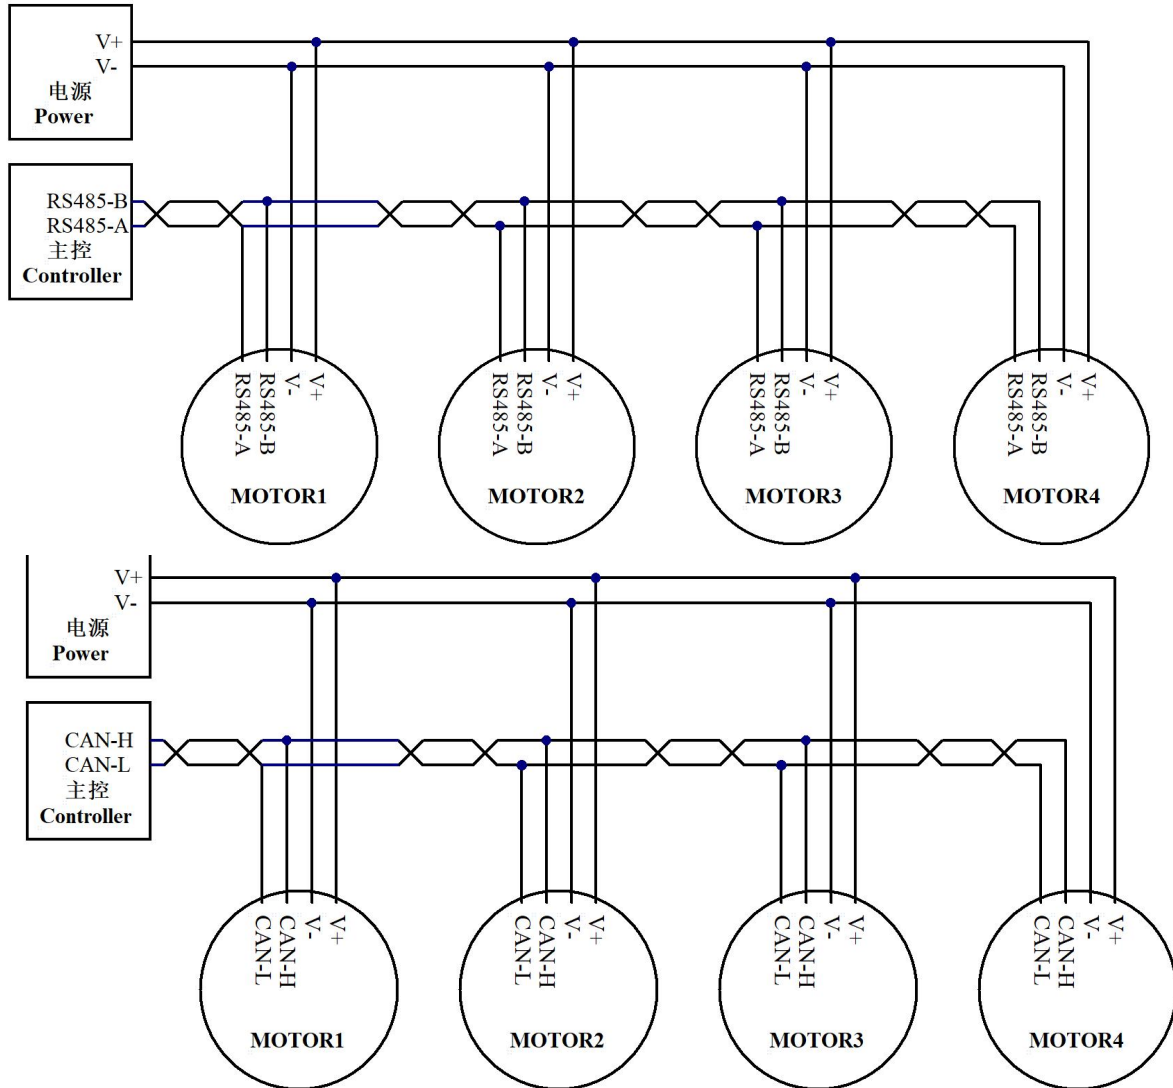 V+
V-
电源
Power
RS485-B
RS485-A
主控
Controller
RS485-A
RS485-B
V-
V+
MOTOR1
RS485-A
RS485-B
V-
V+
MOTOR2
RS485-A
RS485-B
V-
V+
MOTOR3
RS485-A
RS485-B
V-
V+
MOTOR4
V+
V-
电源
Power
CAN-H
CAN-L
主控
Controller
CAN-L
CAN-H
V-
V+
MOTOR1
CAN-L
CAN-H
V-
V+
MOTOR2
CAN-L
CAN-H
V-
V+
MOTOR3
CAN-L
CAN-H
V-
V+
MOTOR4